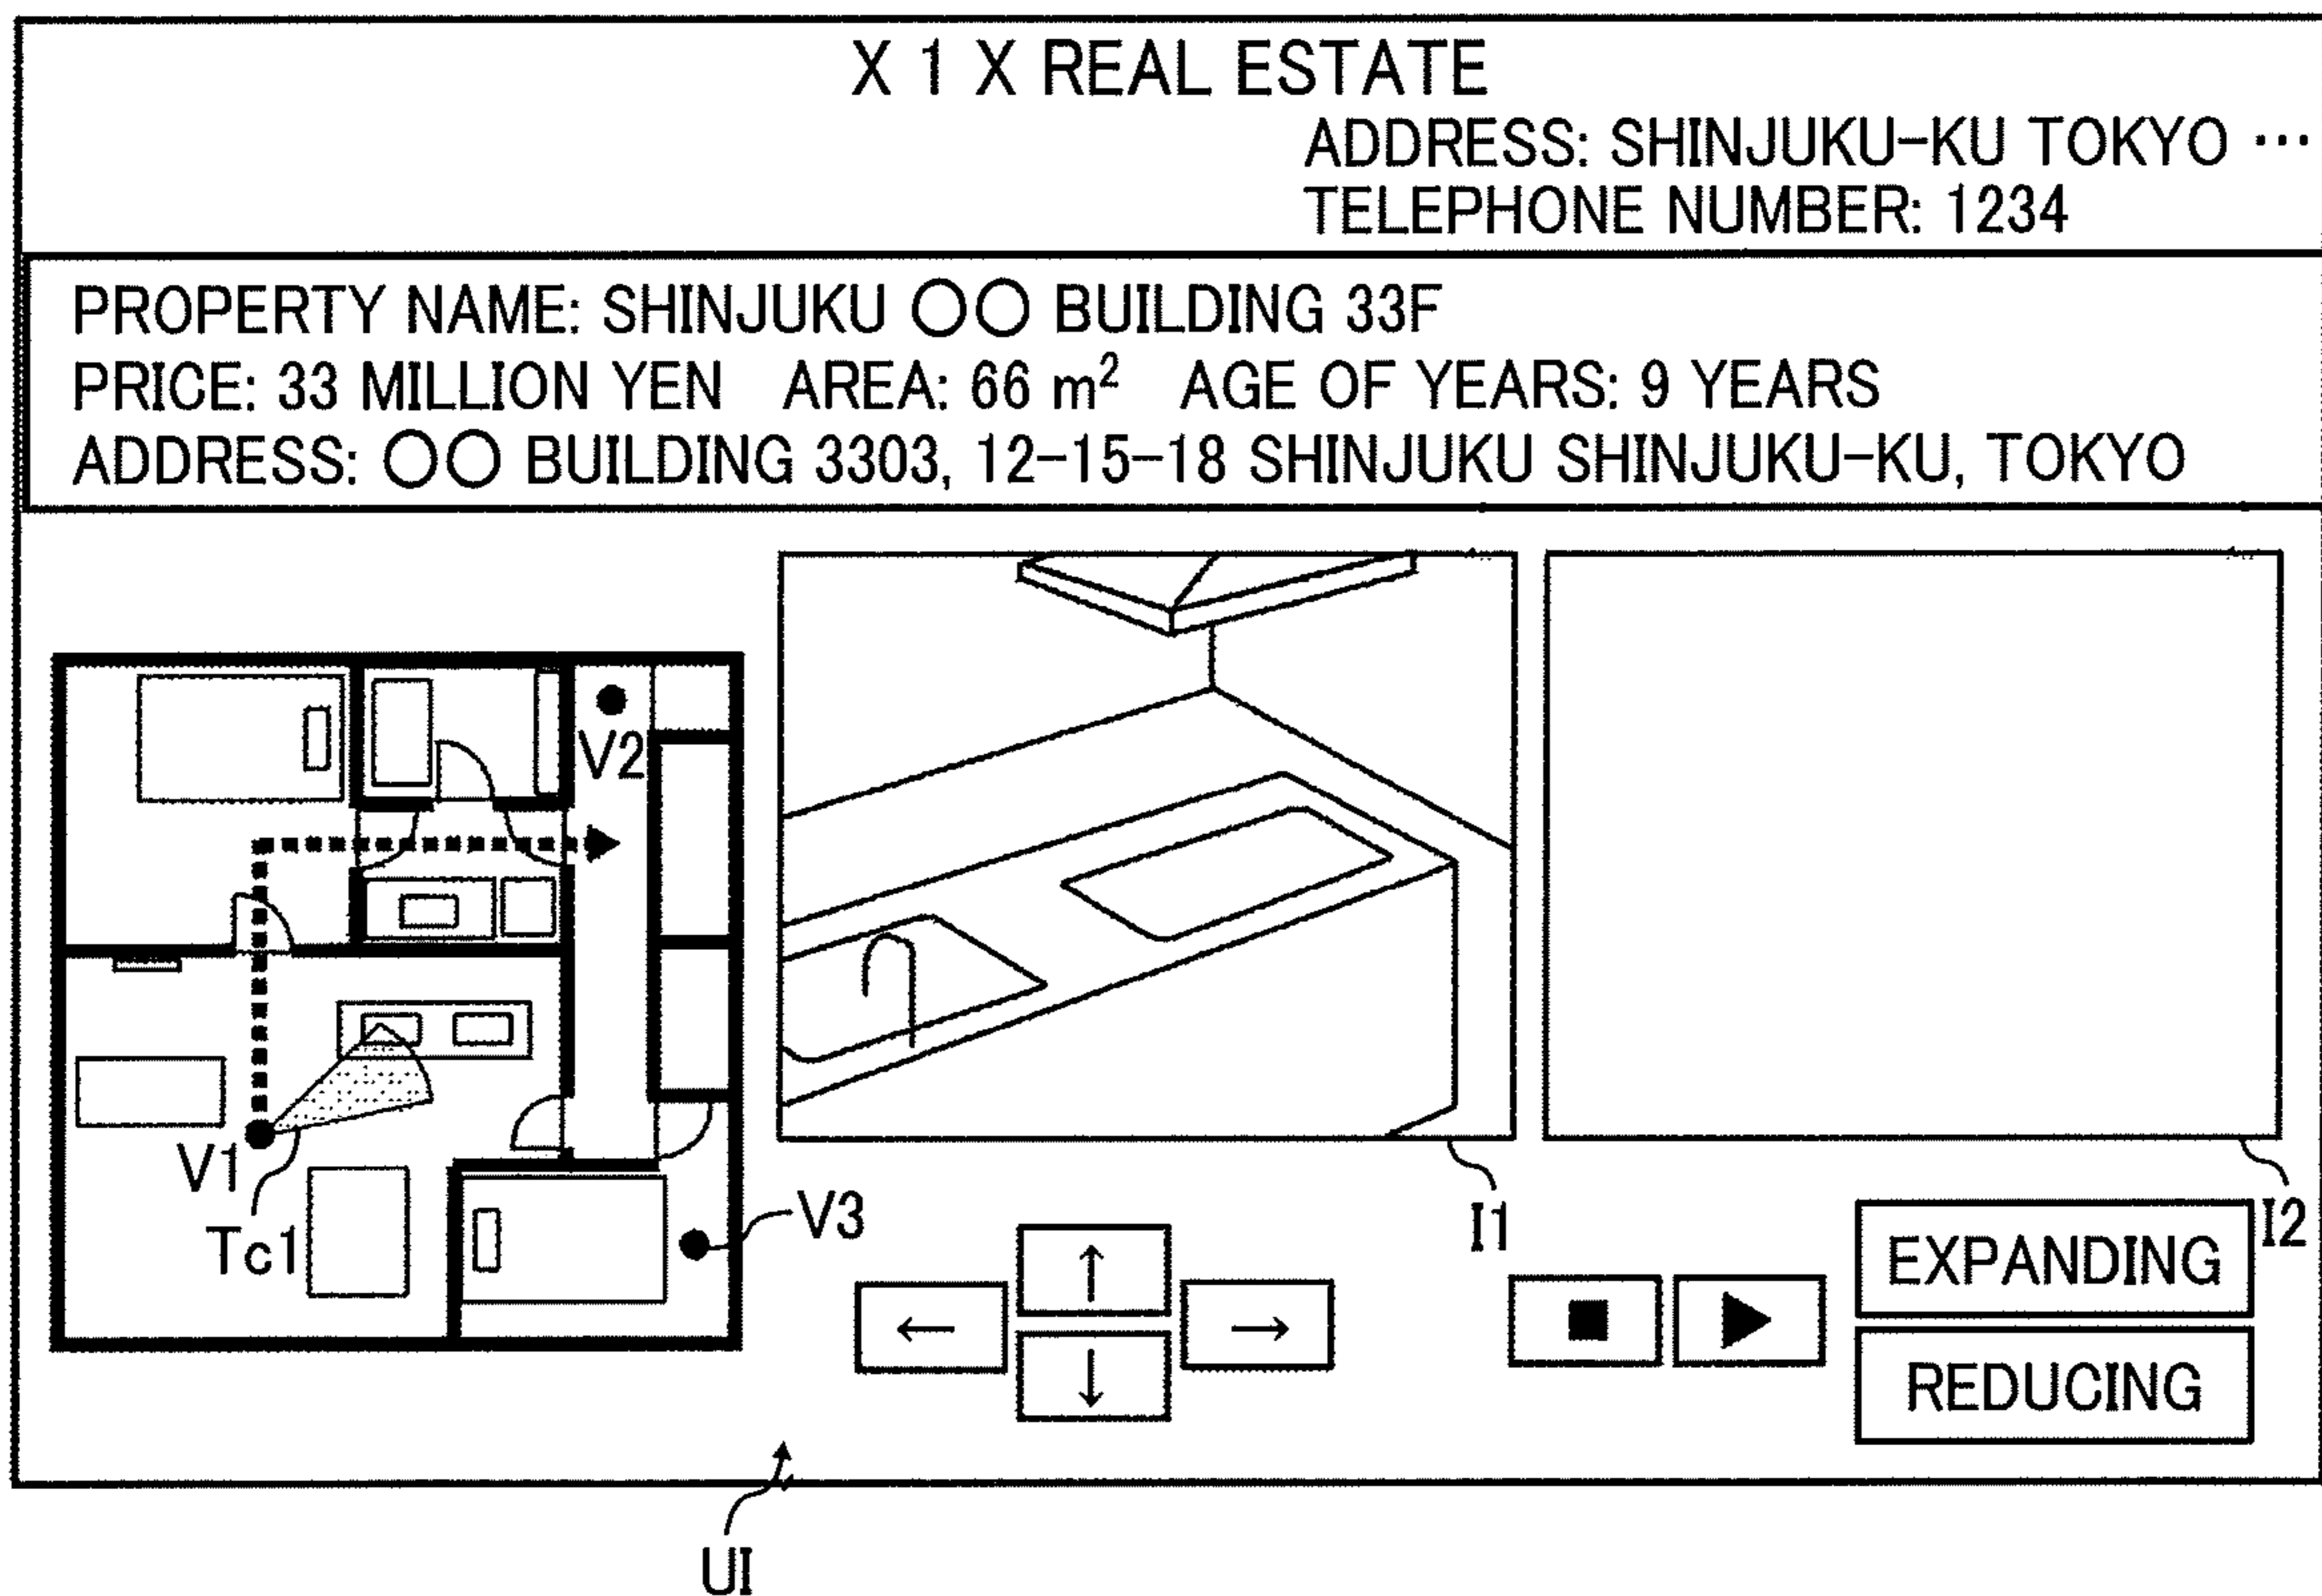 X 1 X REAL ESTATE
ADDRESS: SHINJUKU-KU TOKYO ···
TELEPHONE NUMBER: 1234
PROPERTY NAME: SHINJUKU ○○ BUILDING 33F
PRICE: 33 MILLION YEN AREA: 66 m² AGE OF YEARS: 9 YEARS
ADDRESS: ○○ BUILDING 3303, 12-15-18 SHINJUKU SHINJUKU-KU, TOKYO
V2
V1
Tc1
V3
I1
I2
↑
←
→
↓
■
▶
EXPANDING
REDUCING
UI